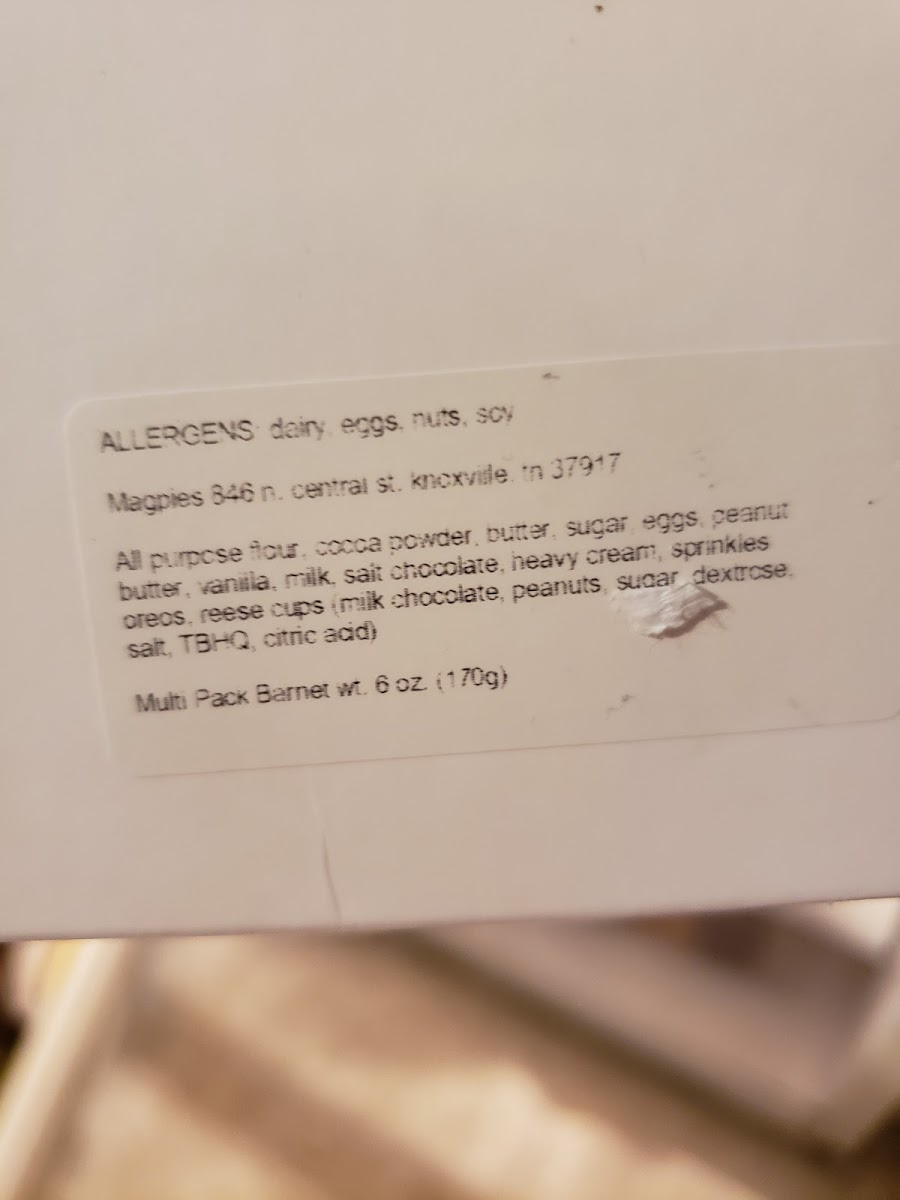 ALLERGENS: dairy, eggs, nuts, soy
Magpies 846 n. central st. knoxville, tn 37917
All purpose flour, cocoa powder, butter, sugar, eggs, peanut
butter, vanilla, milk, salt chocolate, heavy cream, sprinkles
oreos, reese cups (milk chocolate, peanuts, sugar, dextrose,
salt, TBHQ, citric acid)
Multi Pack Barnet wt. 6 oz. (170g)